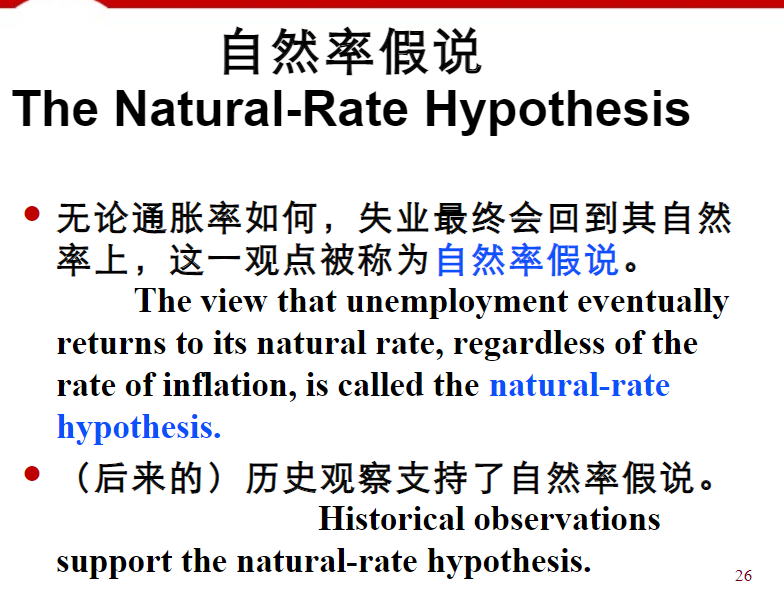 自然率假说
The Natural-Rate Hypothesis
• 无论通胀率如何，失业最终会回到其自然
率上，这一观点被称为自然率假说。
The view that unemployment eventually
returns to its natural rate, regardless of the
rate of inflation, is called the natural-rate
hypothesis.
• （后来的）历史观察支持了自然率假说。
Historical observations
support the natural-rate hypothesis.
26